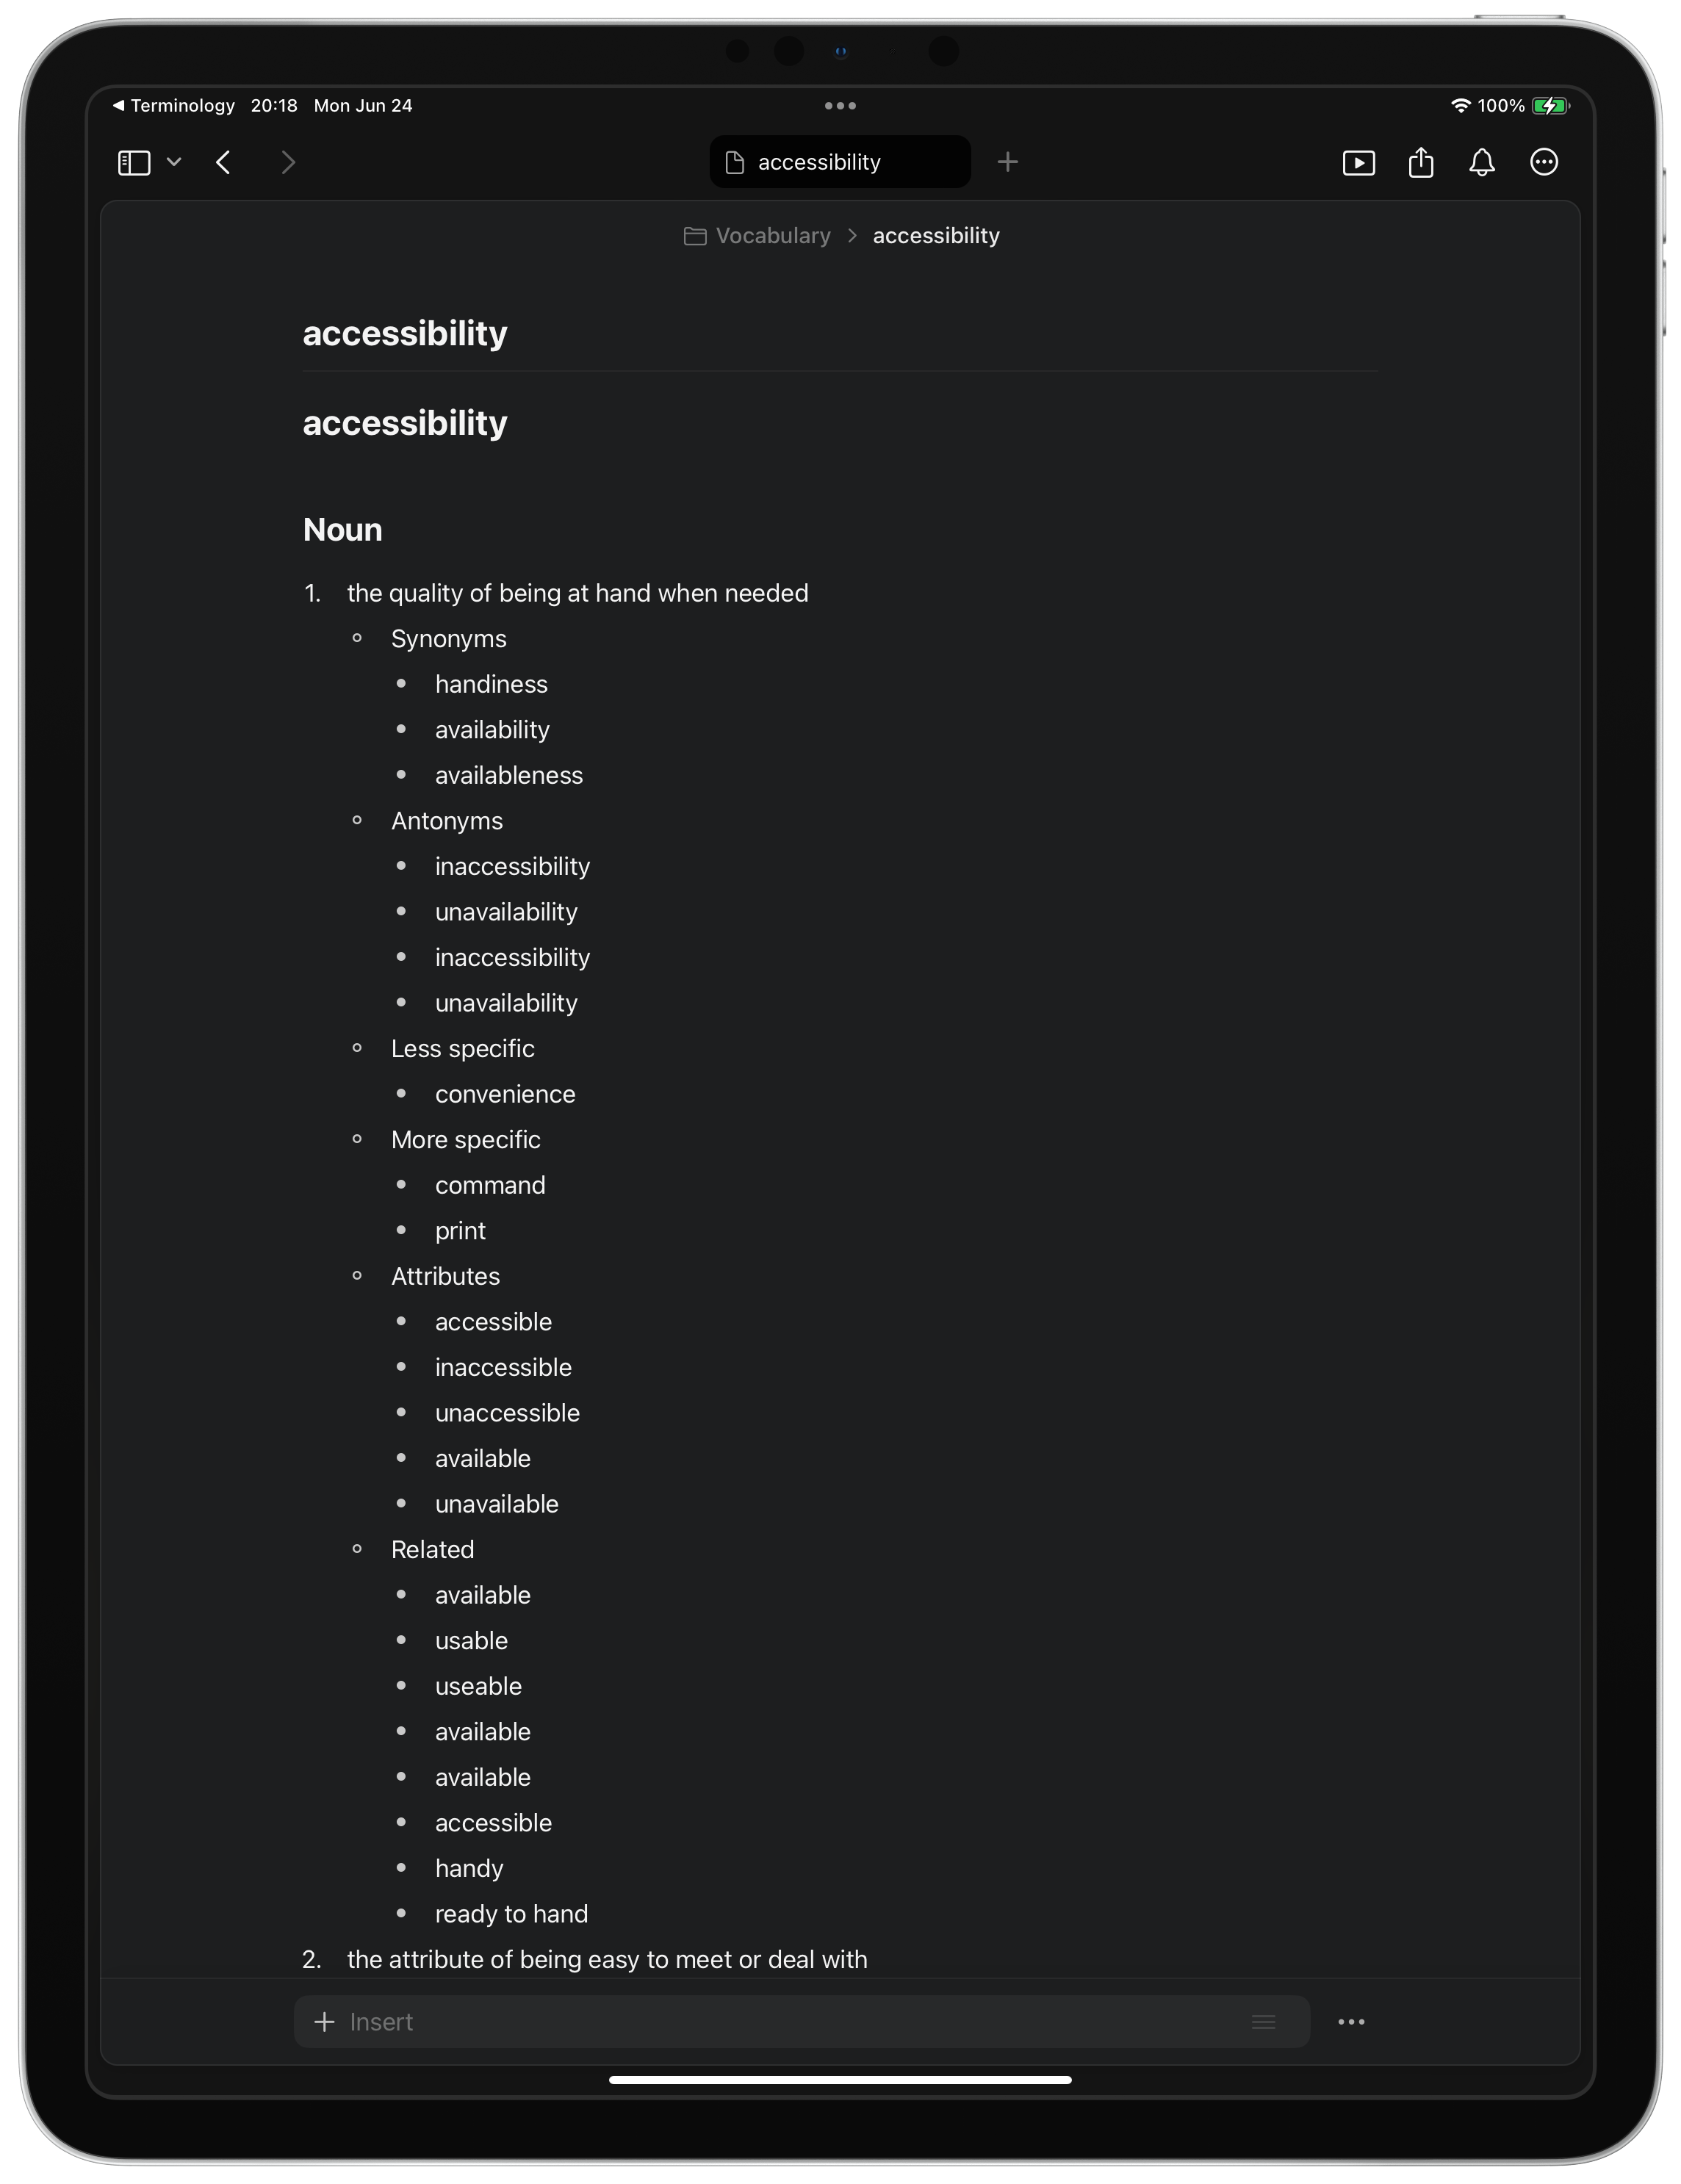 Terminology 20:18 Mon Jun 24 100%
accessibility
Vocabulary > accessibility
accessibility
accessibility
Noun
1. the quality of being at hand when needed
Synonyms
handiness
availability
availableness
Antonyms
inaccessibility
unavailability
inaccessibility
unavailability
Less specific
convenience
More specific
command
print
Attributes
accessible
inaccessible
unaccessible
available
unavailable
Related
available
usable
useable
available
available
accessible
handy
ready to hand
2. the attribute of being easy to meet or deal with
Insert